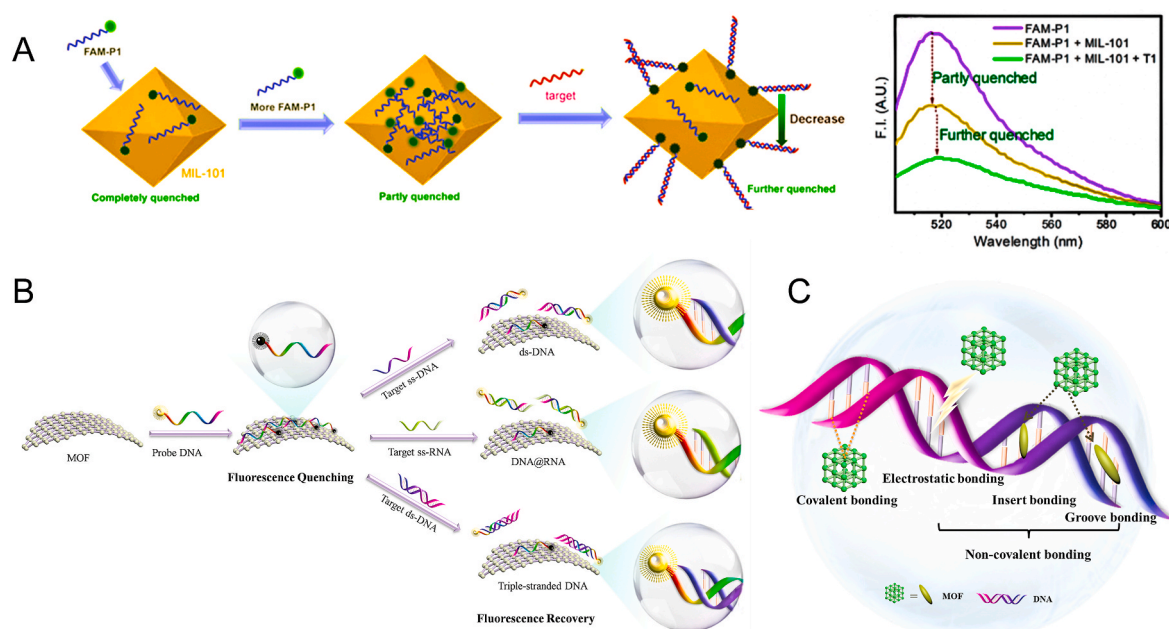 A
FAM-P1
MIL-101
Completely quenched
More FAM-P1
Partly quenched
target
Decrease
Further quenched
FAM-P1
FAM-P1 + MIL-101
FAM-P1 + MIL-101 + T1
Partly quenched
Further quenched
F.I. (A.U.)
520 540 560 580 600
Wavelength (nm)
B
MOF
Probe DNA
Fluorescence Quenching
Target ss-DNA
Target ss-RNA
Target ds-DNA
ds-DNA
DNA@RNA
Triple-stranded DNA
Fluorescence Recovery
C
Covalent bonding
Electrostatic bonding
Insert bonding
Groove bonding
Non-covalent bonding
= MOF
DNA